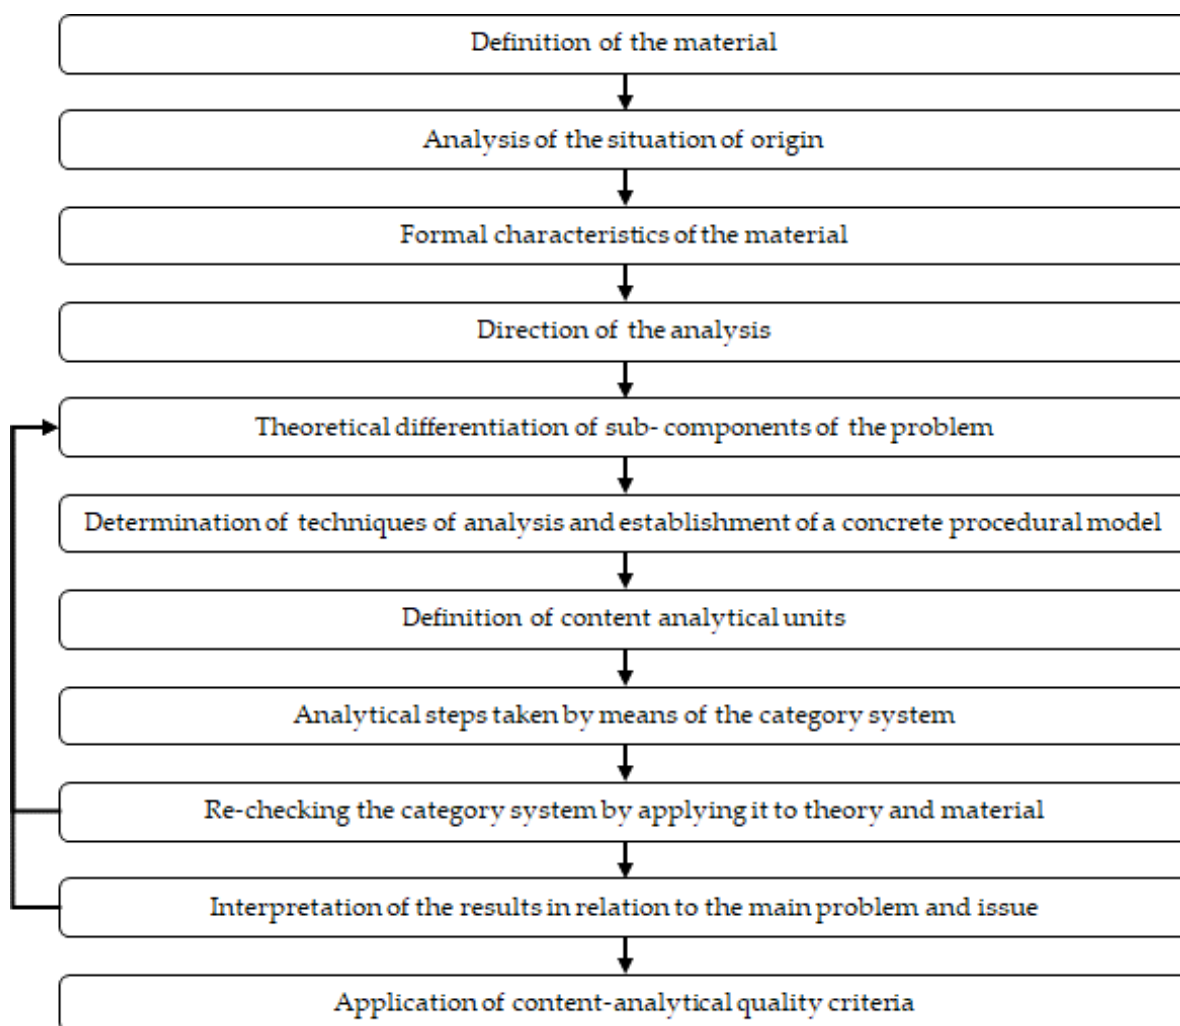 Definition of the material
Analysis of the situation of origin
Formal characteristics of the material
Direction of the analysis
Theoretical differentiation of sub- components of the problem
Determination of techniques of analysis and establishment of a concrete procedural model
Definition of content analytical units
Analytical steps taken by means of the category system
Re-checking the category system by applying it to theory and material
Interpretation of the results in relation to the main problem and issue
Application of content-analytical quality criteria